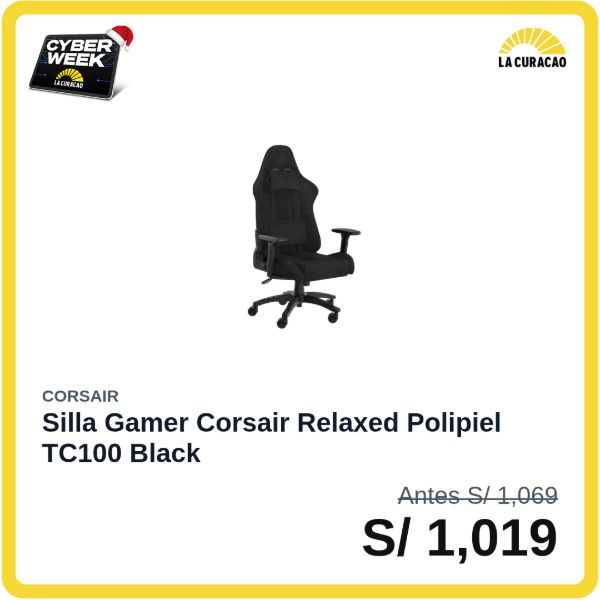 CYBER
WEEK
LA CURACAO
LA CURACAO
CORSAIR
Silla Gamer Corsair Relaxed Polipiel
TC100 Black
Antes S/ 1,069
S/ 1,019